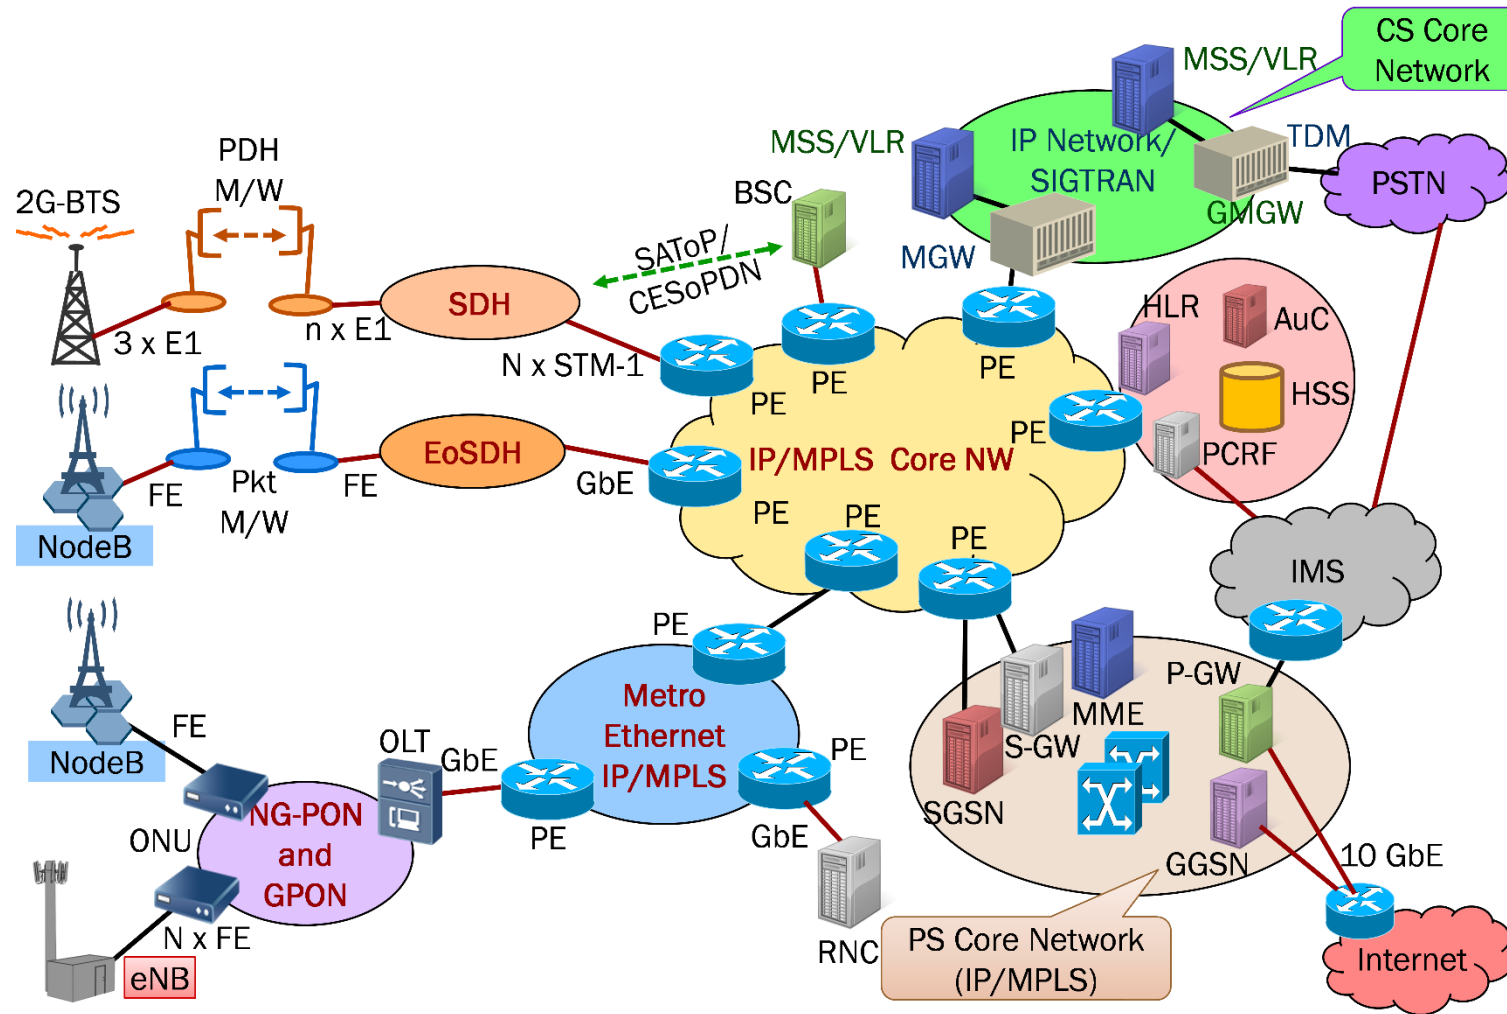 CS Core
Network
MSS/VLR
MSS/VLR
IP Network/
SIGTRAN
TDM
PSTN
GMGW
MGW
PDH
M/W
2G-BTS
BSC
SAToP/
CESoPDN
SDH
3 x E1
n x E1
N x STM-1
PE
PE
PE
HLR
AuC
HSS
PCRF
PE
IP/MPLS Core NW
EoSDH
GbE
FE
Pkt
M/W
FE
NodeB
PE
PE
PE
IMS
PE
Metro
Ethernet
IP/MPLS
P-GW
MME
S-GW
SGSN
GGSN
FE
NodeB
OLT
GbE
PE
PE
GbE
RNC
NG-PON
and
GPON
ONU
N x FE
eNB
10 GbE
PS Core Network
(IP/MPLS)
Internet